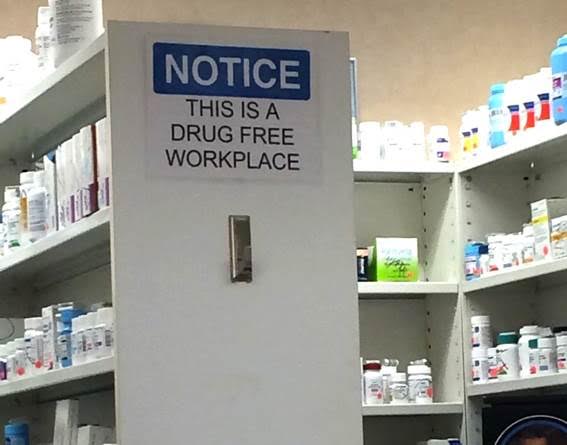 NOTICE
THIS IS A
DRUG FREE
WORKPLACE